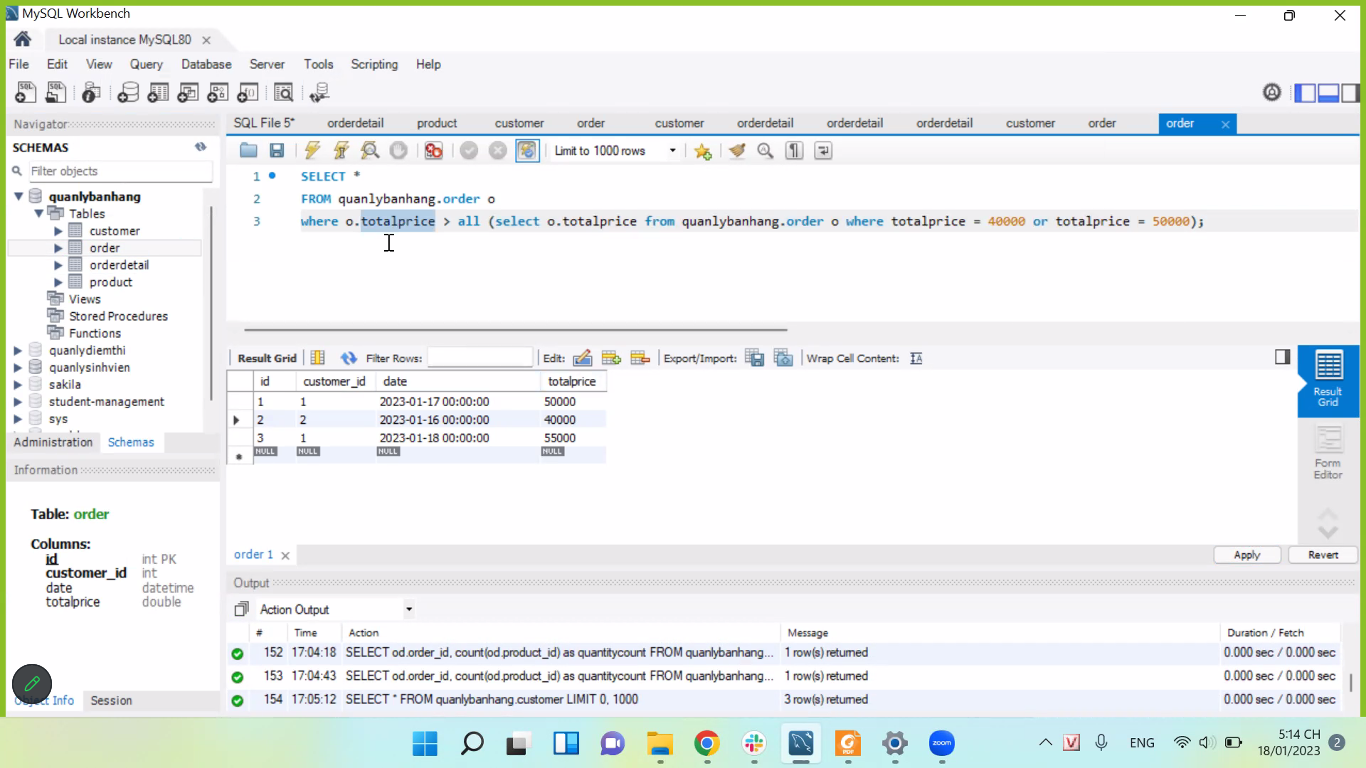 MySQL Workbench
Local instance MySQL80
File Edit View Query Database Server Tools Scripting Help
Navigator
SCHEMAS
Filter objects
quanlybanhang
Tables
customer
order
orderdetail
product
Views
Stored Procedures
Functions
quanlydiemthi
quanlysinhvien
sakila
student-management
sys
Administration Schemas
Information
Table: order
Columns:
id int PK
customer_id int
date datetime
totalprice double
Object Info Session
SQL File 5* orderdetail product customer order customer orderdetail orderdetail orderdetail customer order order
Limit to 1000 rows
1 SELECT *
2 FROM quanlybanhang.order o
3 where o.totalprice > all (select o.totalprice from quanlybanhang.order o where totalprice = 40000 or totalprice = 50000);
Result Grid Filter Rows: Edit: Export/Import: Wrap Cell Content:
id customer_id date totalprice
1 1 2023-01-17 00:00:00 50000
2 2 2023-01-16 00:00:00 40000
3 1 2023-01-18 00:00:00 55000
NULL NULL NULL NULL
Result Grid
Form Editor
order 1
Apply Revert
Output
Action Output
# Time Action Message Duration / Fetch
152 17:04:18 SELECT od.order_id, count(od.product_id) as quantitycount FROM quanlybanhang... 1 row(s) returned 0.000 sec / 0.000 sec
153 17:04:43 SELECT od.order_id, count(od.product_id) as quantitycount FROM quanlybanhang... 1 row(s) returned 0.000 sec / 0.000 sec
154 17:05:12 SELECT * FROM quanlybanhang.customer LIMIT 0, 1000 3 row(s) returned 0.000 sec / 0.000 sec
zoom
V
ENG
5:14 CH
18/01/2023
2